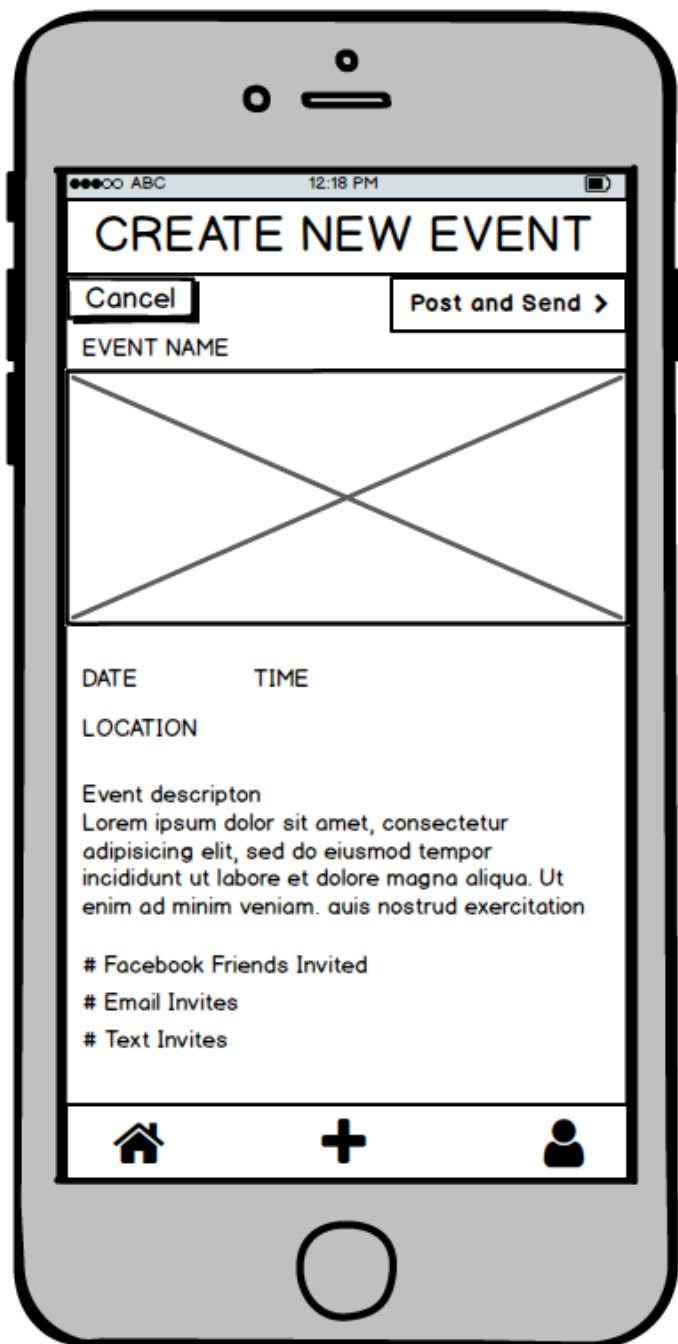 ABC 12:18 PM
CREATE NEW EVENT
Cancel
Post and Send >
EVENT NAME
DATE TIME
LOCATION
Event descripton
Lorem ipsum dolor sit amet, consectetur
adipisicing elit, sed do eiusmod tempor
incididunt ut labore et dolore magna aliqua. Ut
enim ad minim veniam. quis nostrud exercitation
# Facebook Friends Invited
# Email Invites
# Text Invites